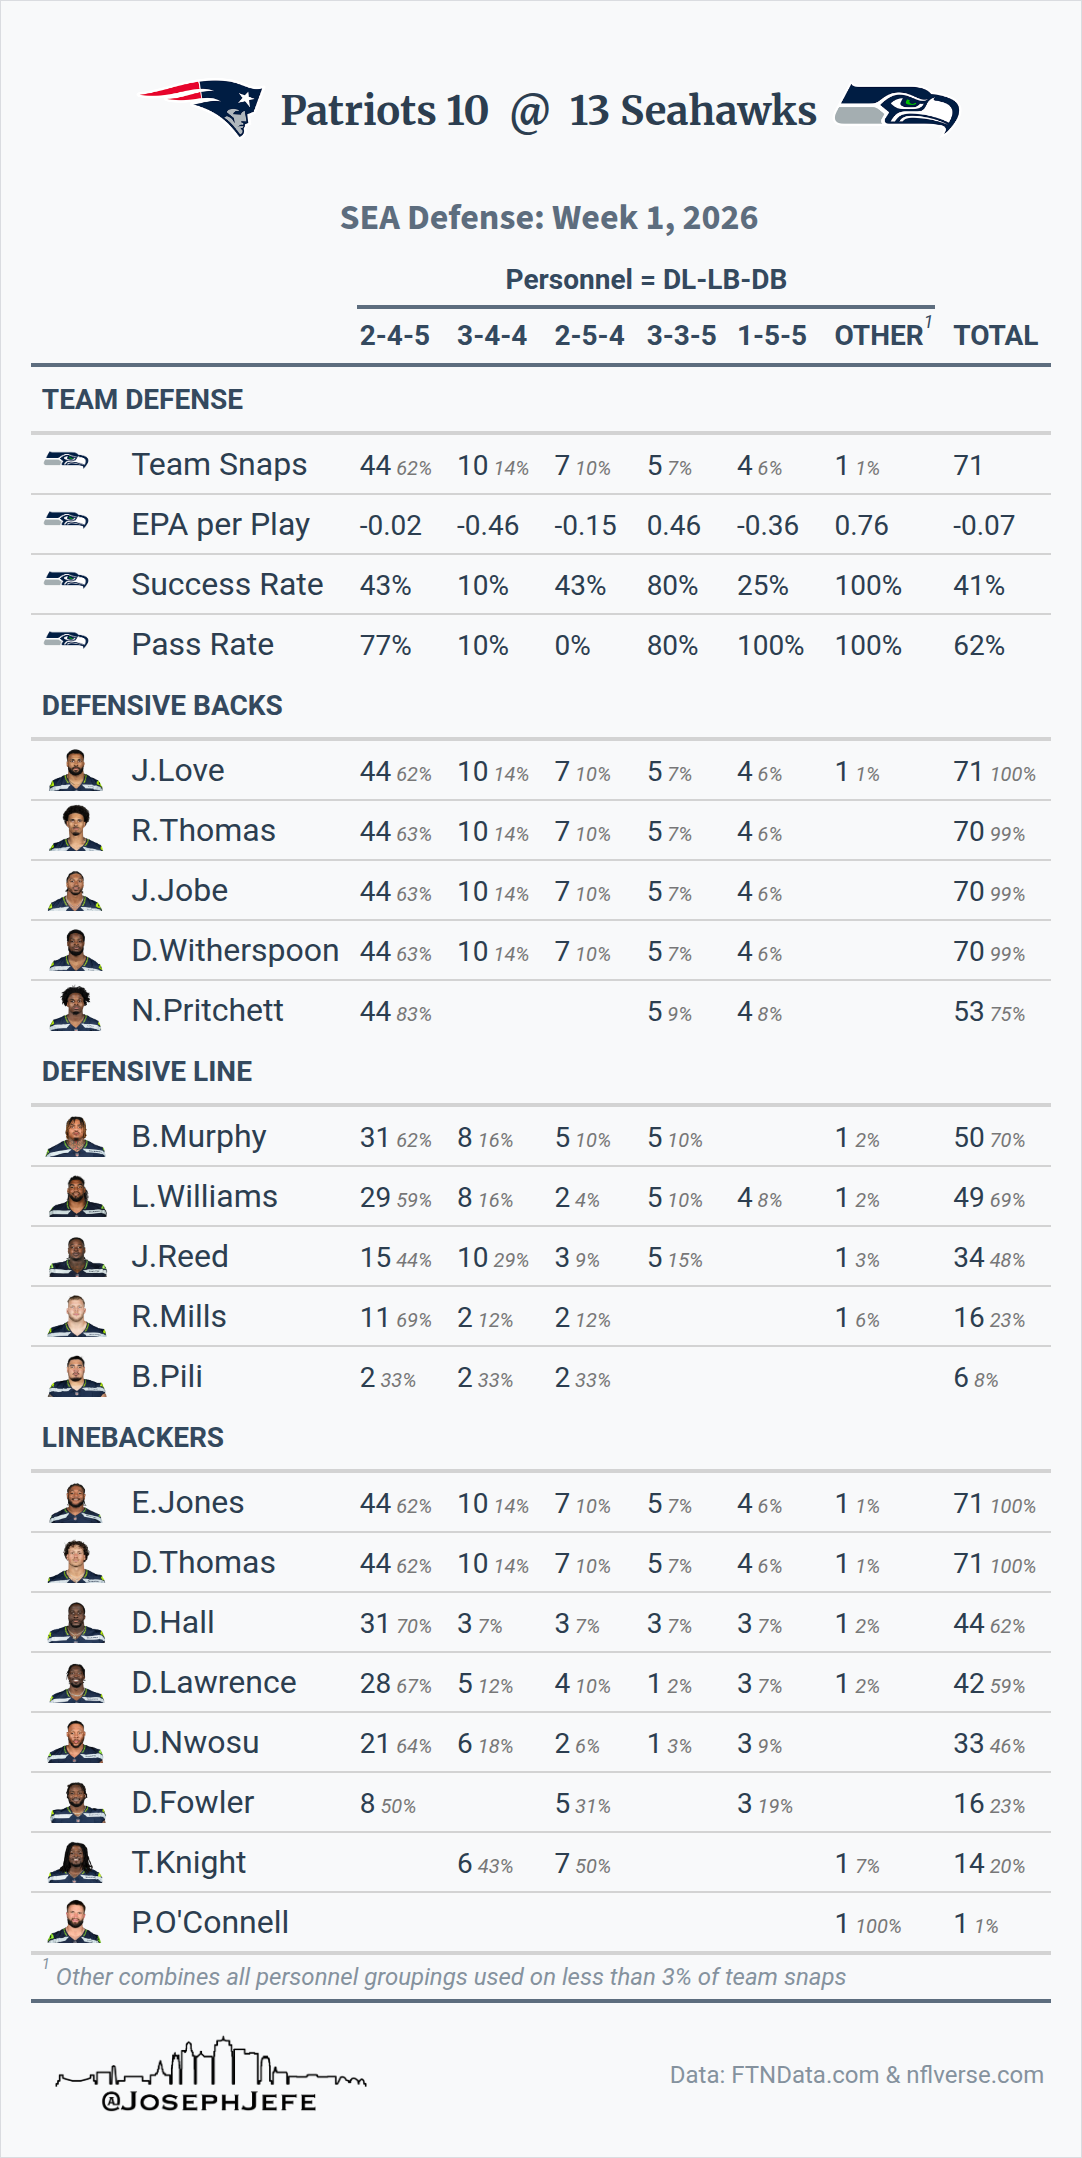 Patriots 10 @ 13 Seahawks
SEA Defense: Week 1, 2026
Personnel = DL-LB-DB
2-4-5 3-4-4 2-5-4 3-3-5 1-5-5 OTHER 1 TOTAL
TEAM DEFENSE
Team Snaps 44 62% 10 14% 7 10% 5 7% 4 6% 1 1% 71
EPA per Play -0.02 -0.46 -0.15 0.46 -0.36 0.76 -0.07
Success Rate 43% 10% 43% 80% 25% 100% 41%
Pass Rate 77% 10% 0% 80% 100% 100% 62%
DEFENSIVE BACKS
J.Love 44 62% 10 14% 7 10% 5 7% 4 6% 1 1% 71 100%
R.Thomas 44 63% 10 14% 7 10% 5 7% 4 6% 70 99%
J.Jobe 44 63% 10 14% 7 10% 5 7% 4 6% 70 99%
D.Witherspoon 44 63% 10 14% 7 10% 5 7% 4 6% 70 99%
N.Pritchett 44 83% 5 9% 4 8% 53 75%
DEFENSIVE LINE
B.Murphy 31 62% 8 16% 5 10% 5 10% 1 2% 50 70%
L.Williams 29 59% 8 16% 2 4% 5 10% 4 8% 1 2% 49 69%
J.Reed 15 44% 10 29% 3 9% 5 15% 1 3% 34 48%
R.Mills 11 69% 2 12% 2 12% 1 6% 16 23%
B.Pili 2 33% 2 33% 2 33% 6 8%
LINEBACKERS
E.Jones 44 62% 10 14% 7 10% 5 7% 4 6% 1 1% 71 100%
D.Thomas 44 62% 10 14% 7 10% 5 7% 4 6% 1 1% 71 100%
D.Hall 31 70% 3 7% 3 7% 3 7% 3 7% 1 2% 44 62%
D.Lawrence 28 67% 5 12% 4 10% 1 2% 3 7% 1 2% 42 59%
U.Nwosu 21 64% 6 18% 2 6% 1 3% 3 9% 33 46%
D.Fowler 8 50% 5 31% 3 19% 16 23%
T.Knight 6 43% 7 50% 1 7% 14 20%
P.O'Connell 1 100% 1 1%
1 Other combines all personnel groupings used on less than 3% of team snaps
@JosephJefe
Data: FTNData.com & nflverse.com